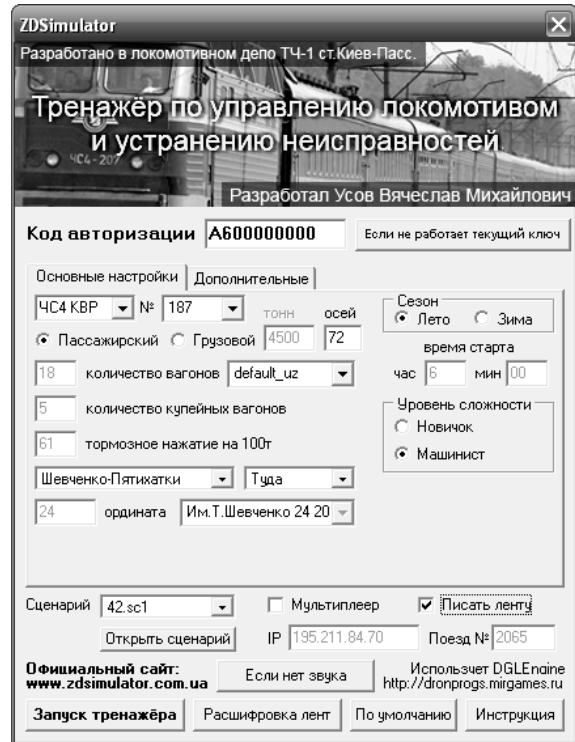 ZDSimulator
Разработано в локомотивном депо ТЧ-1 ст.Киев-Пасс.
Тренажёр по управлению локомотивом
и устранению неисправностей
ЧС4-207
Разработал Усов Вячеслав Михайлович
Код авторизации A600000000 Если не работает текущий ключ
Основные настройки Дополнительные
ЧС4 КВР № 187 тонн осей Сезон
Пассажирский Грузовой 4500 72 Лето Зима
время старта
18 количество вагонов default_uz час 6 мин 00
5 количество купейных вагонов Уровень сложности
Новичок
61 тормозное нажатие на 100т Машинист
Шевченко-Пятихатки Туда
24 ордината Им.Т.Шевченко 24 20
Сценарий 42.sc1 Мультиплеер Писать ленту
Открыть сценарий IP 195.211.84.70 Поезд № 2065
Официальный сайт: Если нет звука Использует DGLEngine
www.zdsimulator.com.ua http://dronprogs.mirgames.ru
Запуск тренажёра Расшифровка лент По умолчанию Инструкция